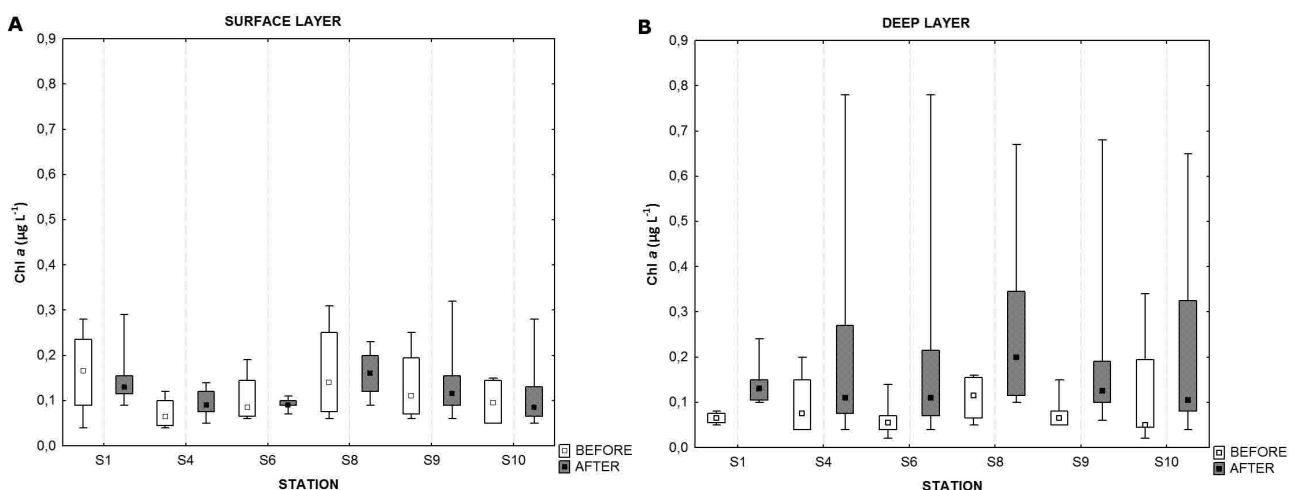 A
SURFACE LAYER
0,9
0,8
0,7
0,6
0,5
0,4
0,3
0,2
0,1
0,0
Chl a (µg L-1)
S1 S4 S6 S8 S9 S10
STATION
BEFORE
AFTER
B
DEEP LAYER
0,9
0,8
0,7
0,6
0,5
0,4
0,3
0,2
0,1
0,0
Chl a (µg L-1)
S1 S4 S6 S8 S9 S10
STATION
BEFORE
AFTER